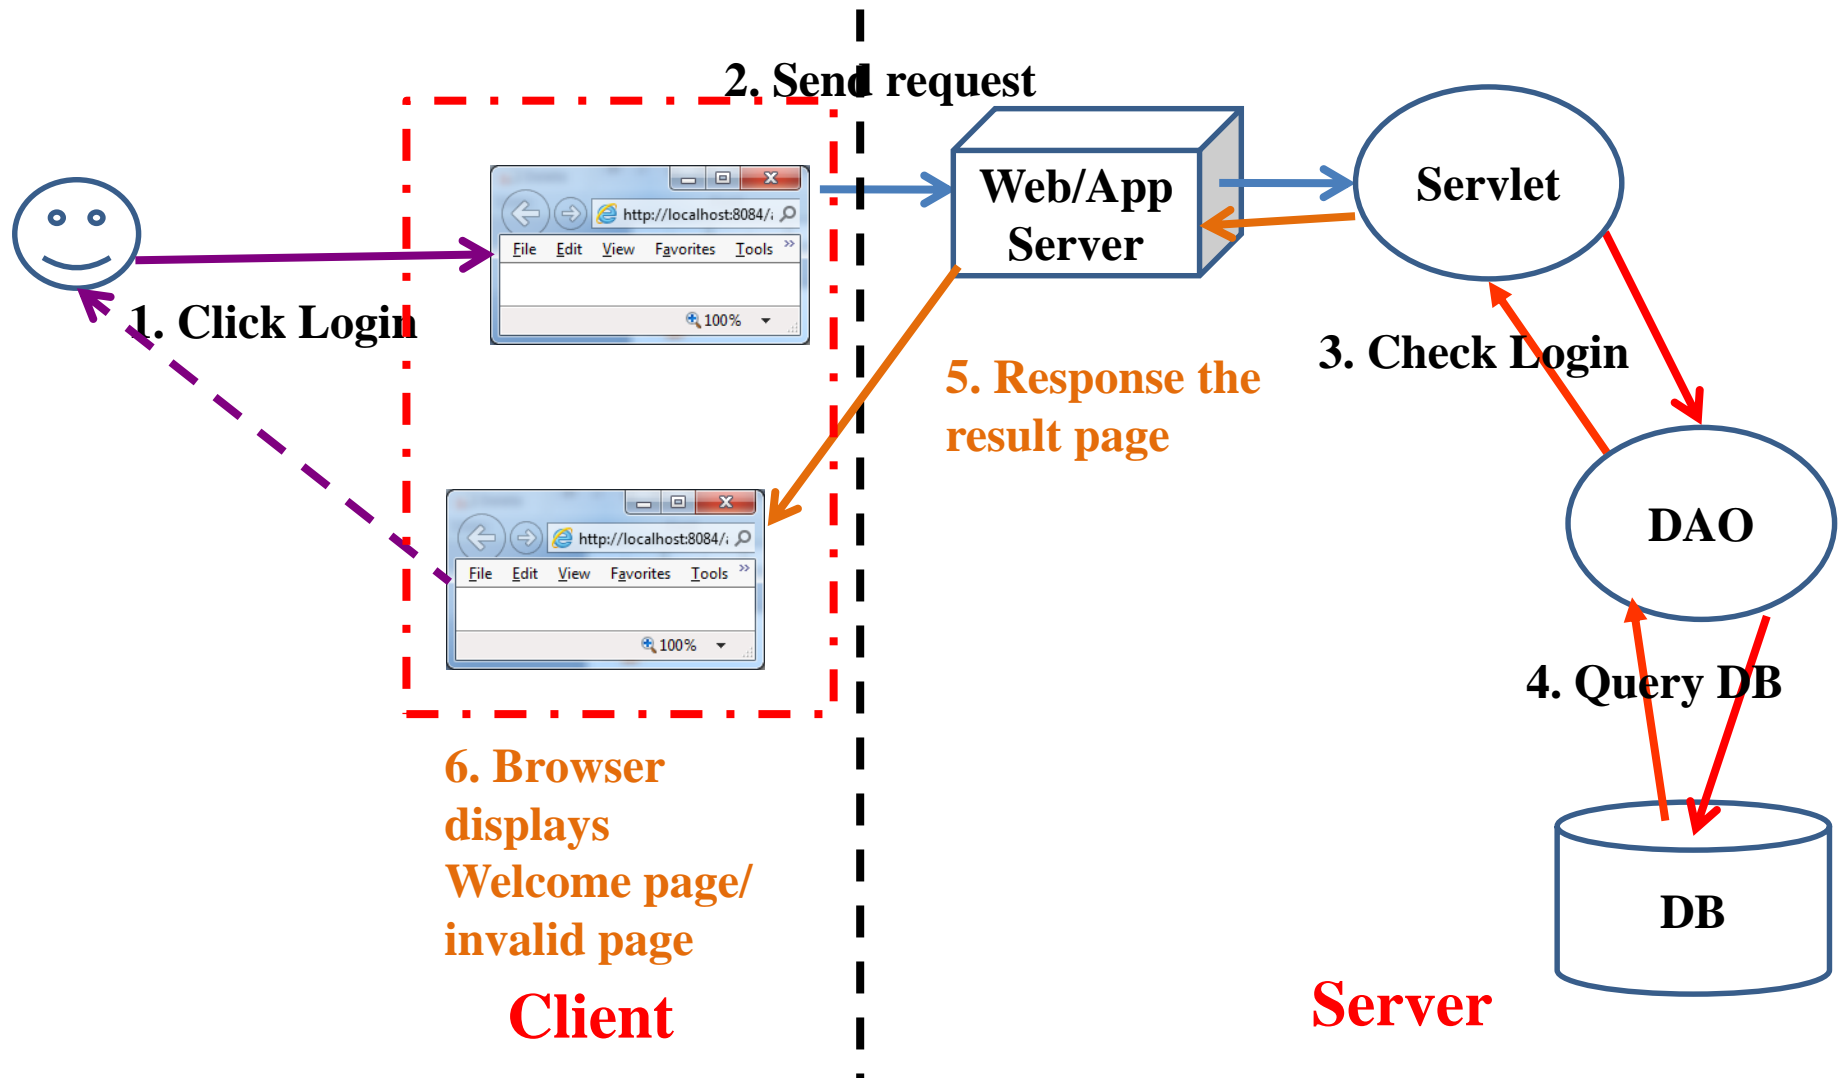 2. Send request
http://localhost:8084/
File Edit View Favorites Tools »
100%
Web/App
Server
Servlet
1. Click Login
3. Check Login
5. Response the
result page
http://localhost:8084/
File Edit View Favorites Tools »
100%
DAO
4. Query DB
6. Browser
displays
Welcome page/
invalid page
DB
Client
Server